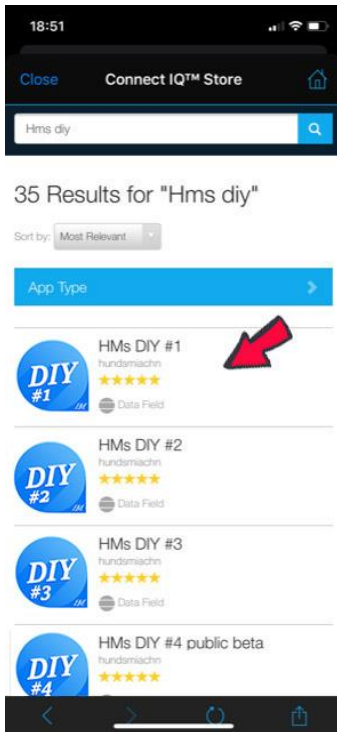 18:51
Close
Connect IQ™ Store
Hms diy
35 Results for "Hms diy"
Sort by: Most Relevant
App Type
HMs DIY #1
hundsmiachn
DIY
#1
Data Field
HMs DIY #2
hundsmiachn
DIY
#2
Data Field
HMs DIY #3
hundsmiachn
DIY
#3
Data Field
HMs DIY #4 public beta
hundsmiachn
DIY
#4